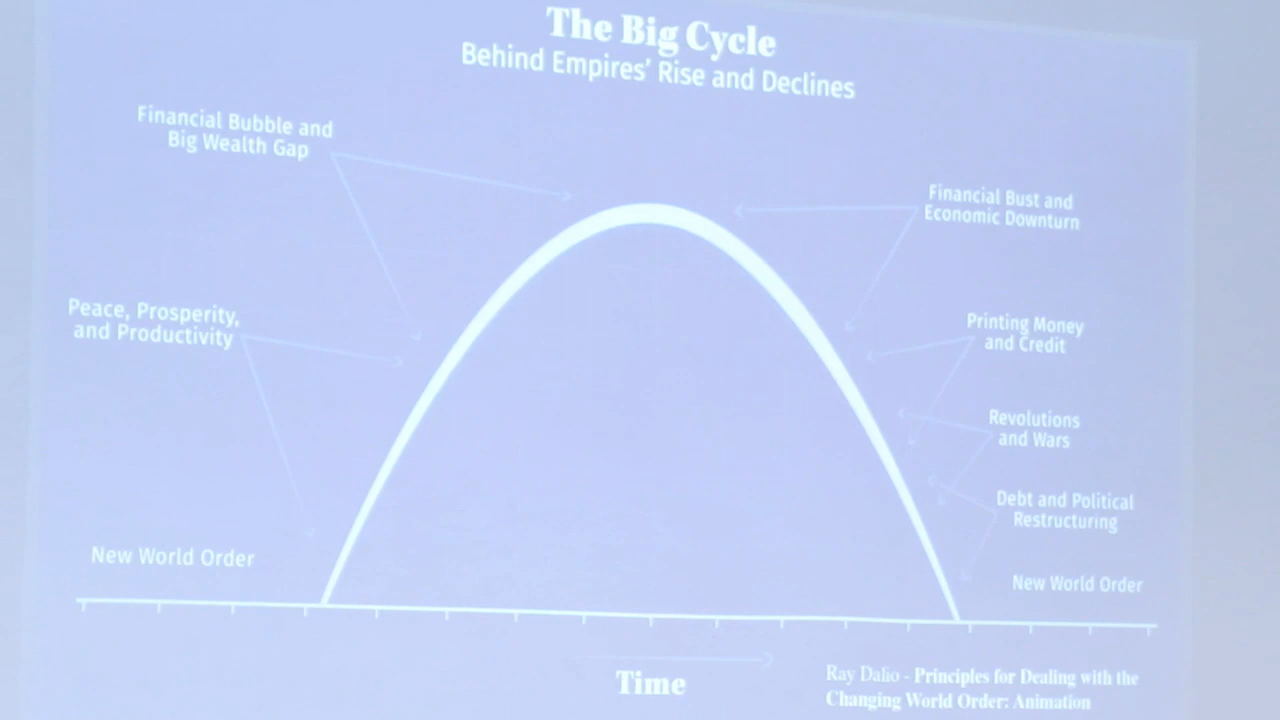 The Big Cycle
Behind Empires' Rise and Declines
Financial Bubble and
Big Wealth Gap
Financial Bust and
Economic Downturn
Peace, Prosperity,
and Productivity
Printing Money
and Credit
Revolutions
and Wars
Debt and Political
Restructuring
New World Order
New World Order
Time
Ray Dalio - Principles for Dealing with the
Changing World Order: Animation